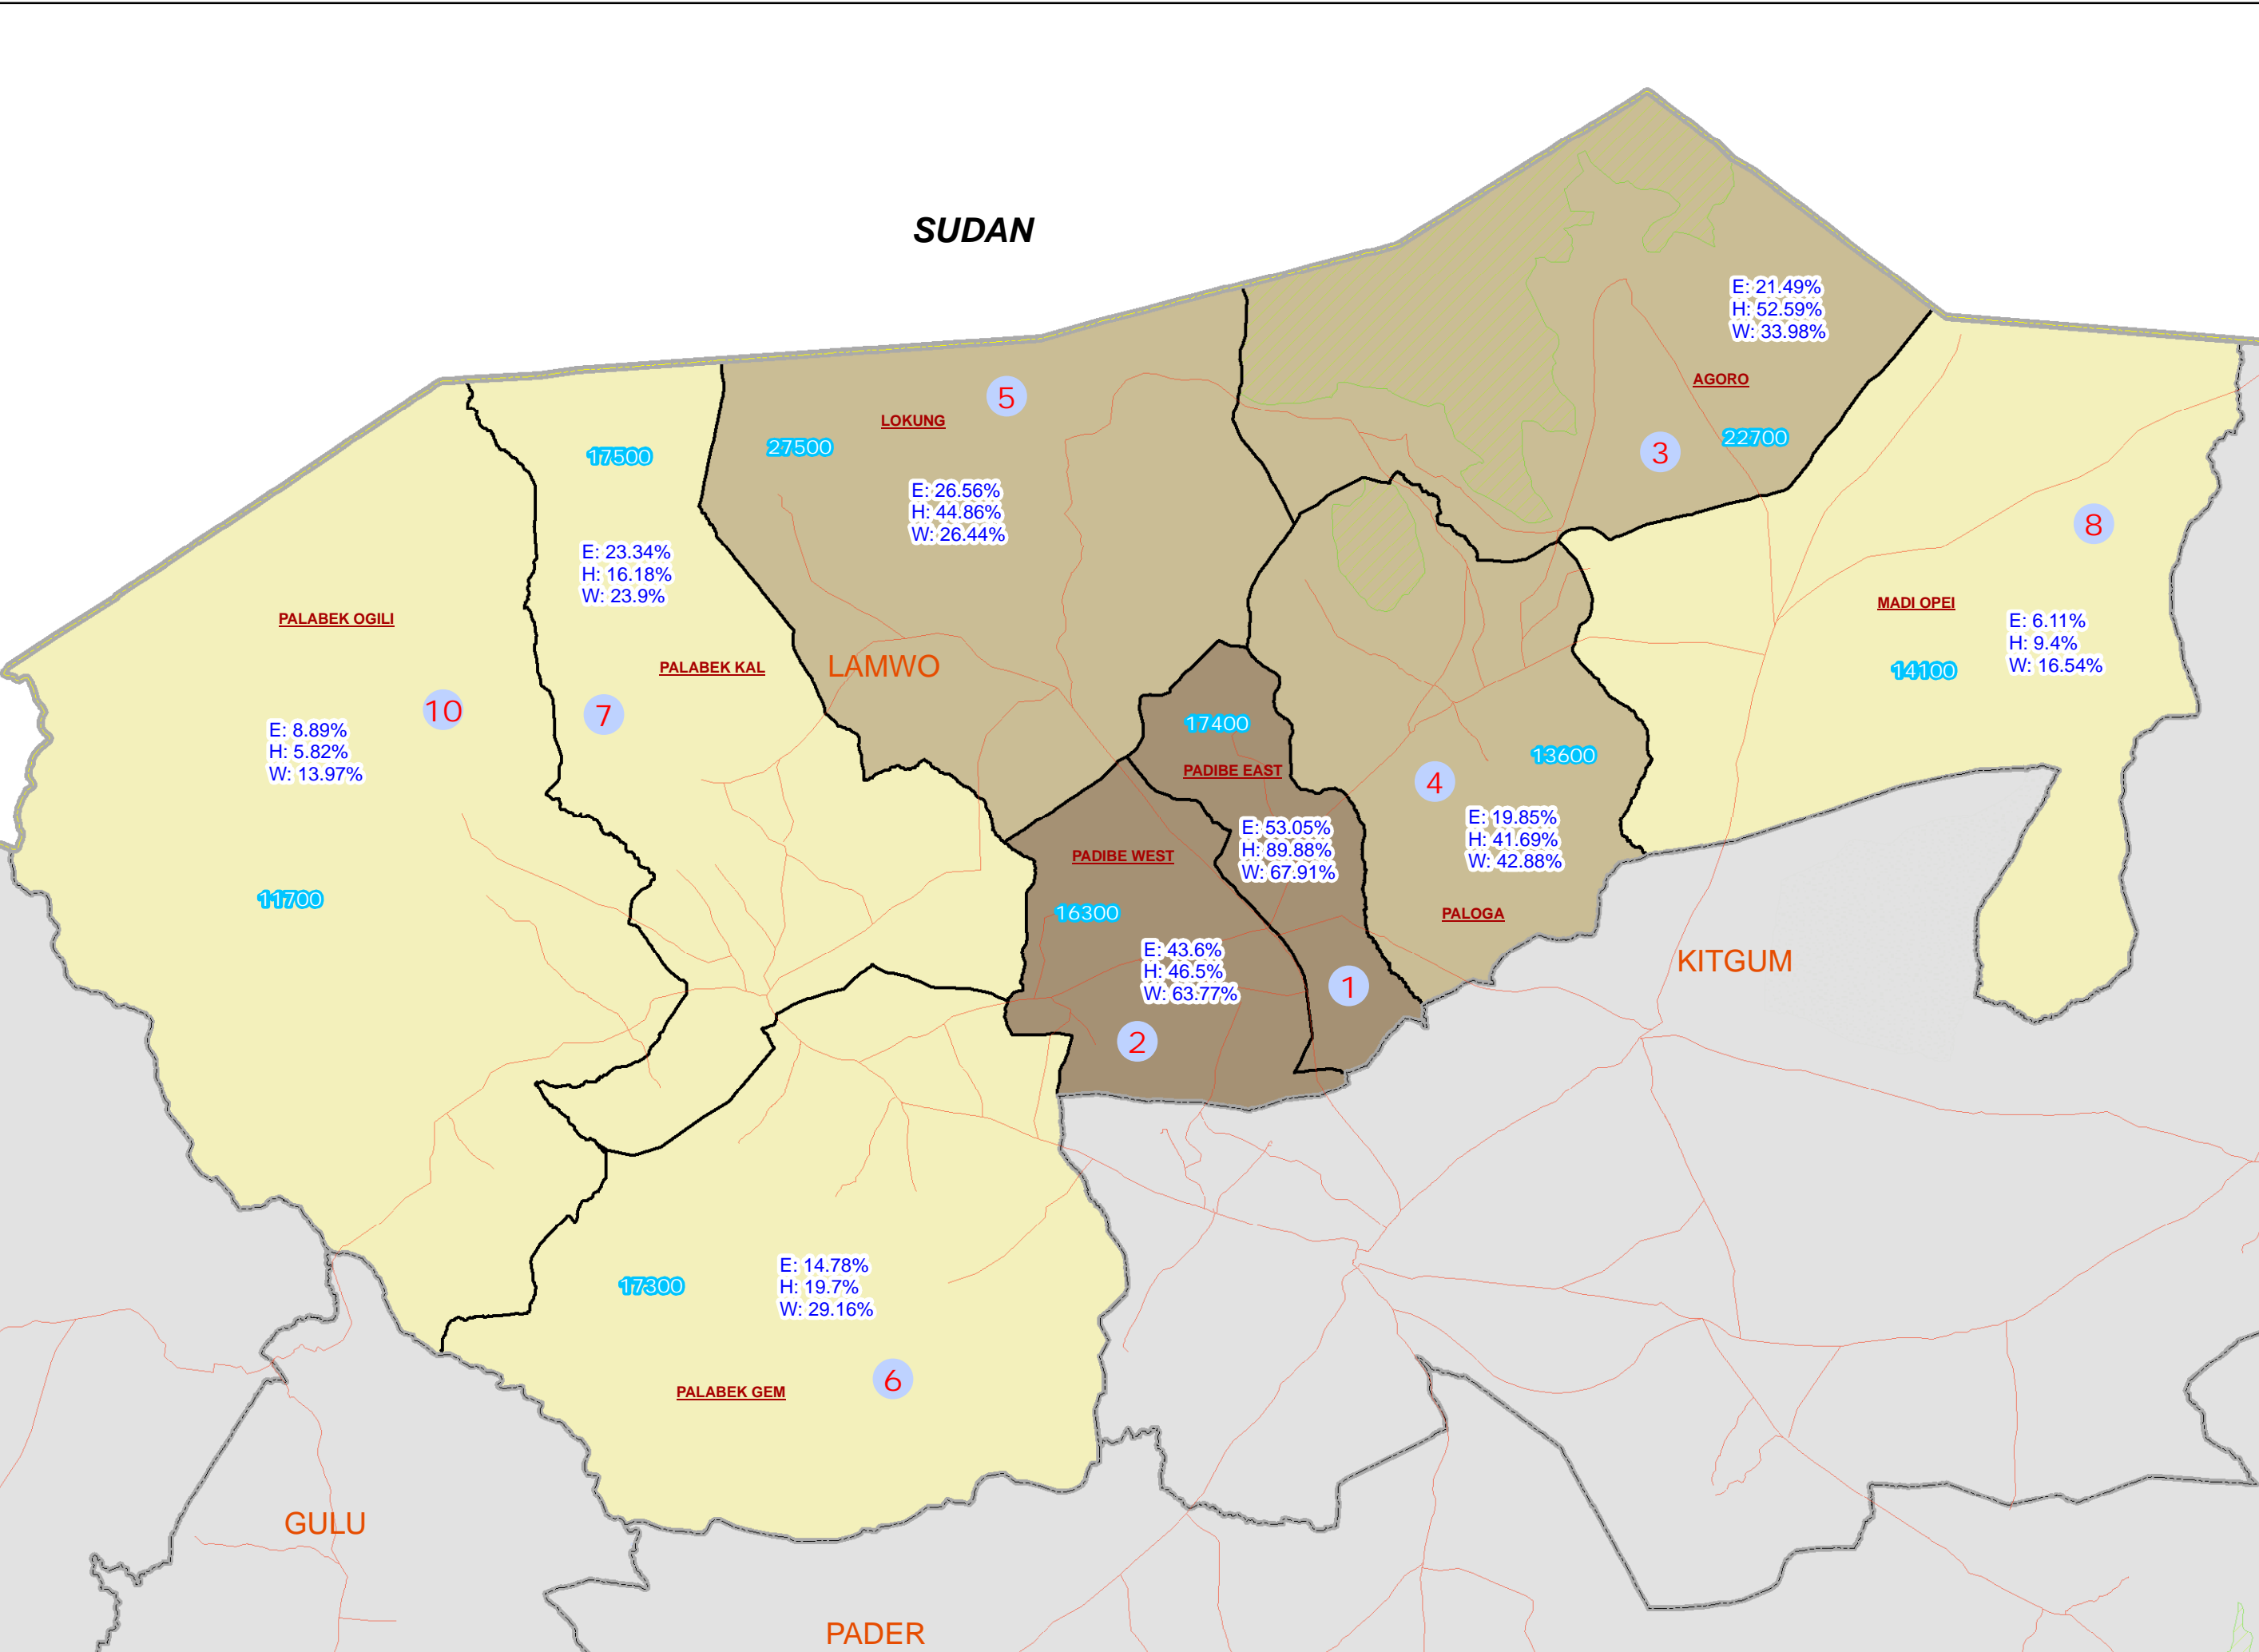 SUDAN
E: 21.49%
H: 52.59%
W: 33.98%
AGORO
22700
3
5
LOKUNG
27500
E: 26.56%
H: 44.86%
W: 26.44%
17500
E: 23.34%
H: 16.18%
W: 23.9%
PALABEK KAL
7
LAMWO
PALABEK OGILI
10
E: 8.89%
H: 5.82%
W: 13.97%
11700
8
MADI OPEI
E: 6.11%
H: 9.4%
W: 16.54%
14100
17400
PADIBE EAST
E: 53.05%
H: 89.88%
W: 67.91%
1
13600
4
E: 19.85%
H: 41.69%
W: 42.88%
PALOGA
PADIBE WEST
16300
E: 43.6%
H: 46.5%
W: 63.77%
2
KITGUM
17300
E: 14.78%
H: 19.7%
W: 29.16%
PALABEK GEM
6
GULU
PADER